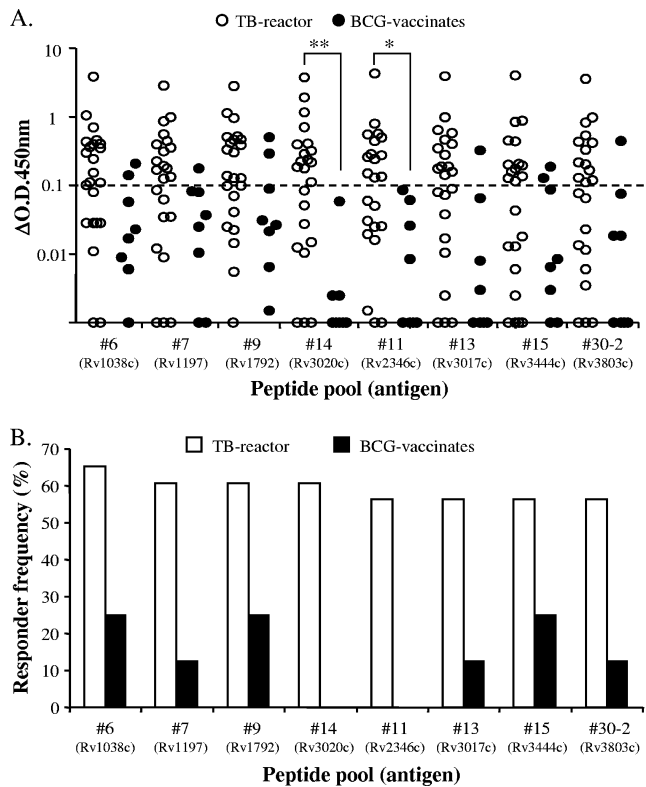 A.
TB-reactor BCG-vaccinates
** *
10
1
0.1
0.01
ΔO.D.450nm
#6 #7 #9 #14 #11 #13 #15 #30-2
(Rv1038c) (Rv1197) (Rv1792) (Rv3020c) (Rv2346c) (Rv3017c) (Rv3444c) (Rv3803c)
Peptide pool (antigen)
B.
TB-reactor BCG-vaccinates
70
60
50
40
30
20
10
0
Responder frequency (%)
#6 #7 #9 #14 #11 #13 #15 #30-2
(Rv1038c) (Rv1197) (Rv1792) (Rv3020c) (Rv2346c) (Rv3017c) (Rv3444c) (Rv3803c)
Peptide pool (antigen)